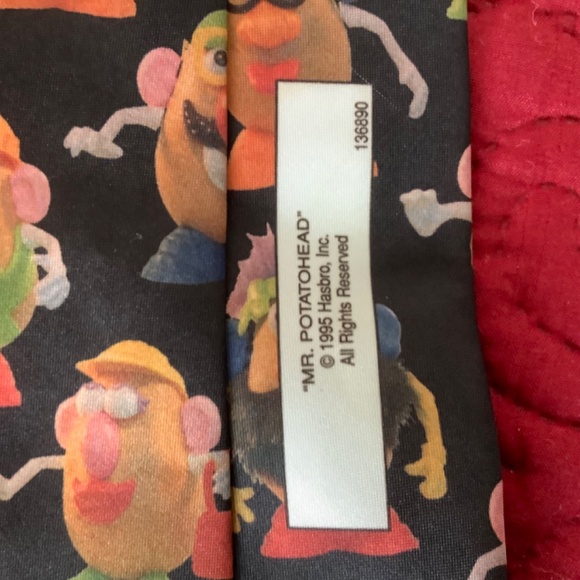 "MR. POTATOHEAD"
© 1995 Hasbro, Inc.
All Rights Reserved
136890